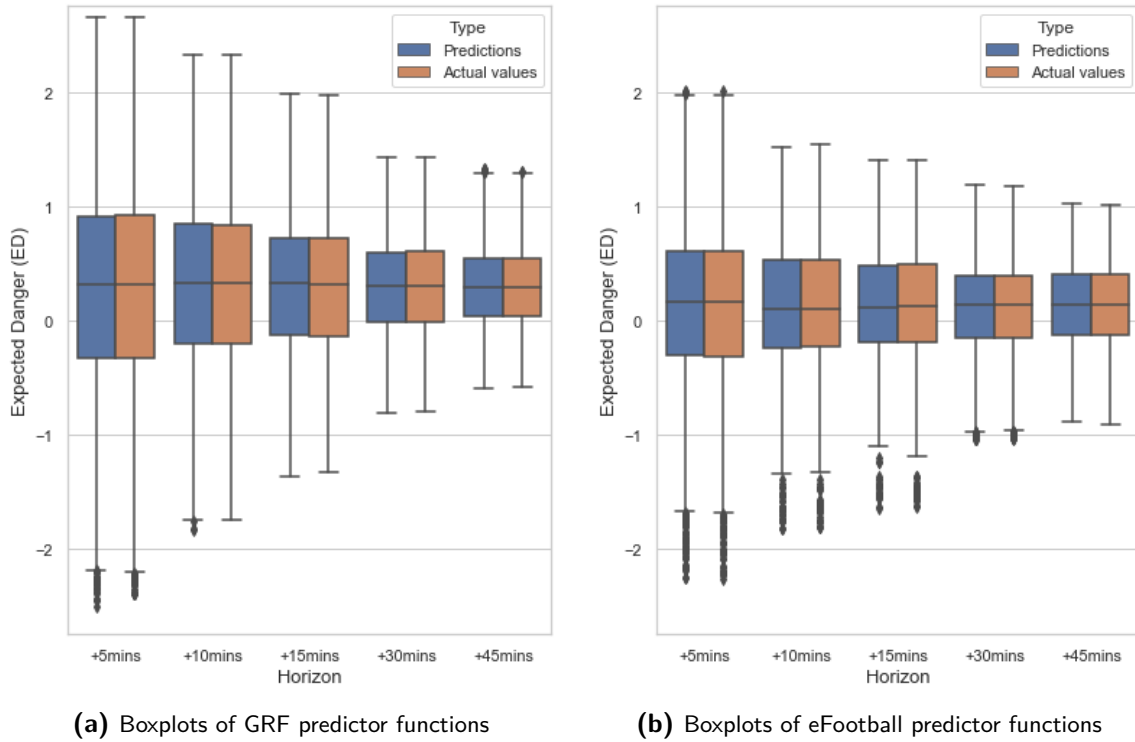 Type
Predictions
Actual values
2
1
0
−1
−2
Expected Danger (ED)
+5mins
+10mins
+15mins
+30mins
+45mins
Horizon
(a) Boxplots of GRF predictor functions
Type
Predictions
Actual values
2
1
0
−1
−2
Expected Danger (ED)
+5mins
+10mins
+15mins
+30mins
+45mins
Horizon
(b) Boxplots of eFootball predictor functions